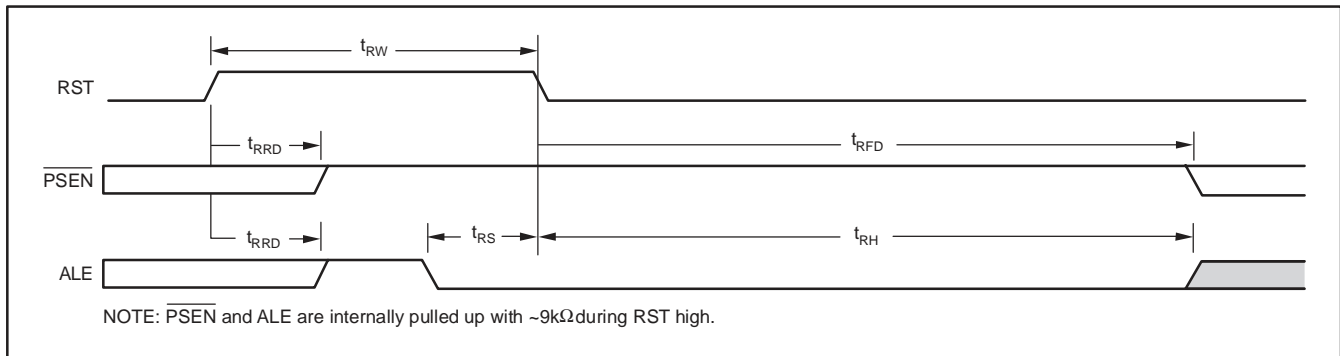 t_RW
RST
t_RRD
t_RFD
PSEN
t_RRD
t_RS
t_RH
ALE
NOTE: PSEN and ALE are internally pulled up with ~9kΩ during RST high.